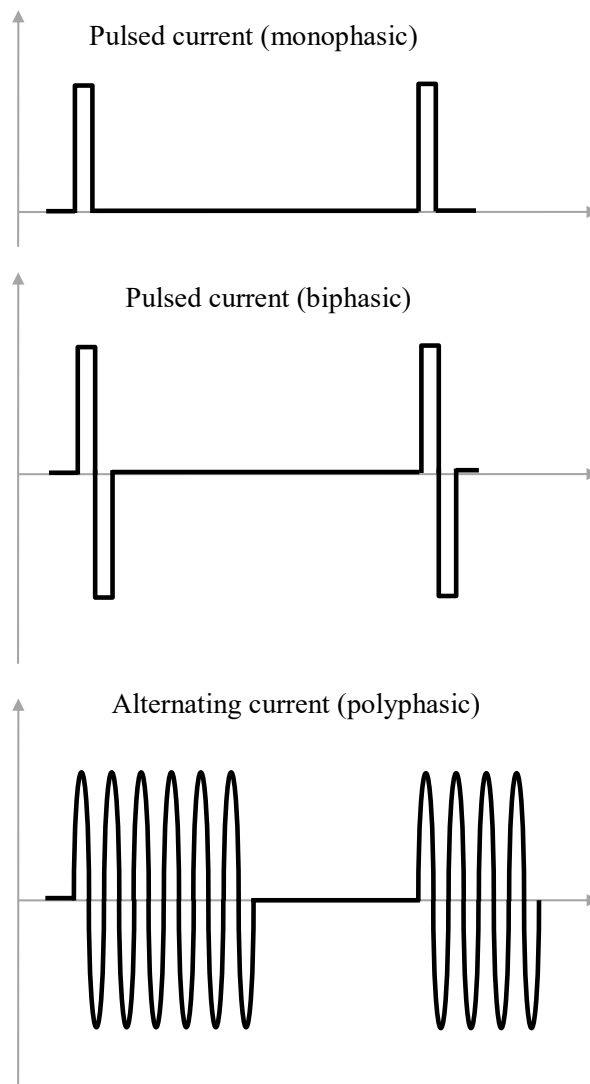 Pulsed current (monophasic)
Pulsed current (biphasic)
Alternating current (polyphasic)